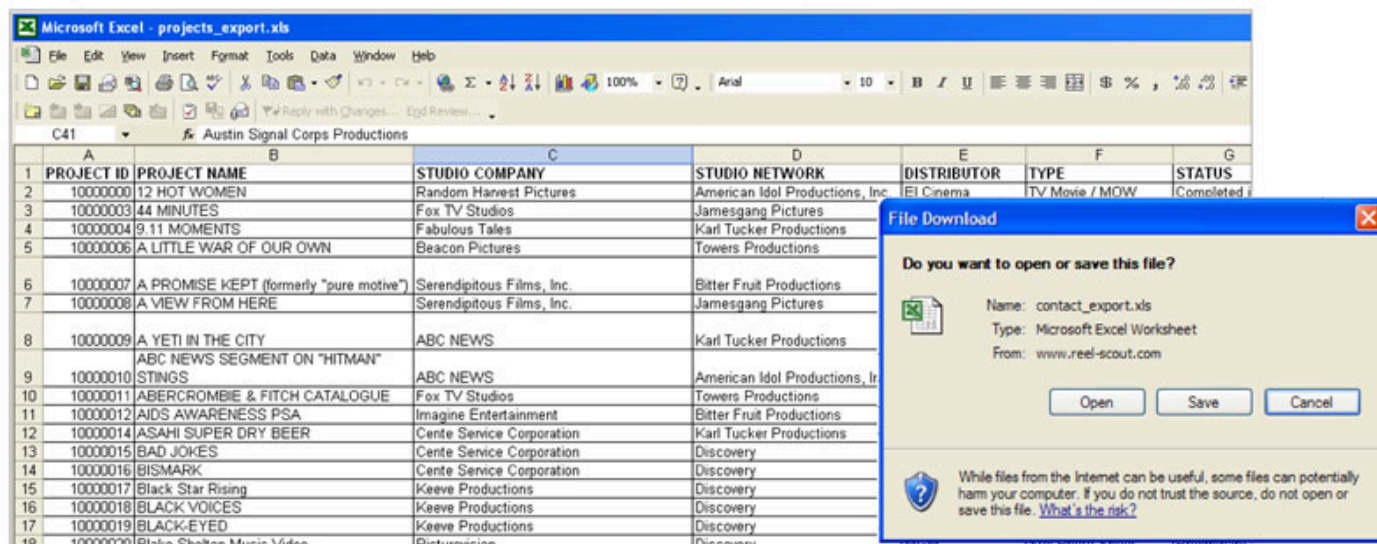 Microsoft Excel - projects_export.xls
File Edit View Insert Format Tools Data Window Help
100% Arial 10 B I U $ % ,
Reply with Changes... End Review...
C41 fx Austin Signal Corps Productions
A B C D E F G
1 PROJECT ID PROJECT NAME STUDIO COMPANY STUDIO NETWORK DISTRIBUTOR TYPE STATUS
2 10000000 12 HOT WOMEN Random Harvest Pictures American Idol Productions, Inc. EI Cinema TV Movie / MOW Completed
3 10000003 44 MINUTES Fox TV Studios Jamesgang Pictures
4 10000004 9.11 MOMENTS Fabulous Tales Karl Tucker Productions
5 10000006 A LITTLE WAR OF OUR OWN Beacon Pictures Towers Productions
6 10000007 A PROMISE KEPT (formerly "pure motive") Serendipitous Films, Inc. Bitter Fruit Productions
7 10000008 A VIEW FROM HERE Serendipitous Films, Inc. Jamesgang Pictures
8 10000009 A YETI IN THE CITY ABC NEWS Karl Tucker Productions
ABC NEWS SEGMENT ON "HITMAN"
9 10000010 STINGS ABC NEWS American Idol Productions,
10 10000011 ABERCROMBIE & FITCH CATALOGUE Fox TV Studios Towers Productions
11 10000012 AIDS AWARENESS PSA Imagine Entertainment Bitter Fruit Productions
12 10000014 ASAHI SUPER DRY BEER Cente Service Corporation Karl Tucker Productions
13 10000015 BAD JOKES Cente Service Corporation Discovery
14 10000016 BISMARK Cente Service Corporation Discovery
15 10000017 Black Star Rising Keeve Productions Discovery
16 10000018 BLACK VOICES Keeve Productions Discovery
17 10000019 BLACK-EYED Keeve Productions Discovery
18 10000020 Blake Shelton Music Video Picturevision Discovery
File Download
Do you want to open or save this file?
Name: contact_export.xls
Type: Microsoft Excel Worksheet
From: www.reel-scout.com
Open Save Cancel
While files from the Internet can be useful, some files can potentially
harm your computer. If you do not trust the source, do not open or
save this file. What's the risk?